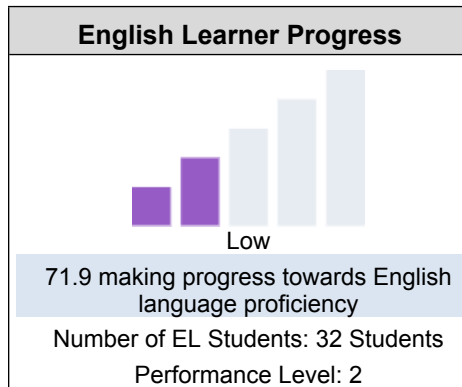 English Learner Progress
Low
71.9 making progress towards English
language proficiency
Number of EL Students: 32 Students
Performance Level: 2